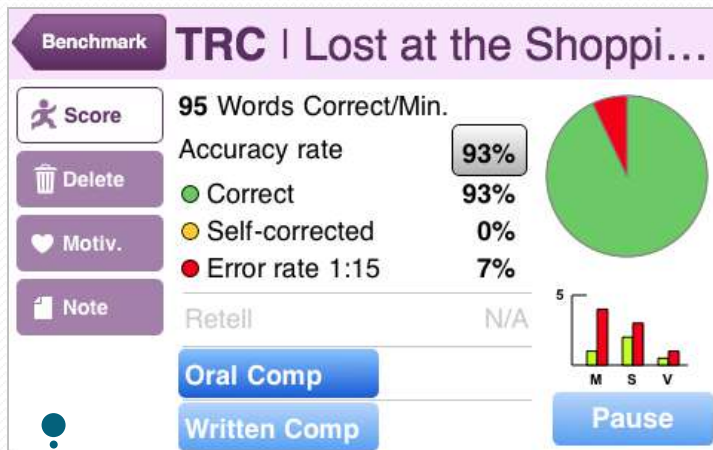 Benchmark
TRC | Lost at the Shoppi...
Score
95 Words Correct/Min.
Accuracy rate 93%
Delete
Correct 93%
Motiv.
Self-corrected 0%
Error rate 1:15 7%
Note
Retell N/A
5
M S V
Oral Comp
Written Comp
Pause